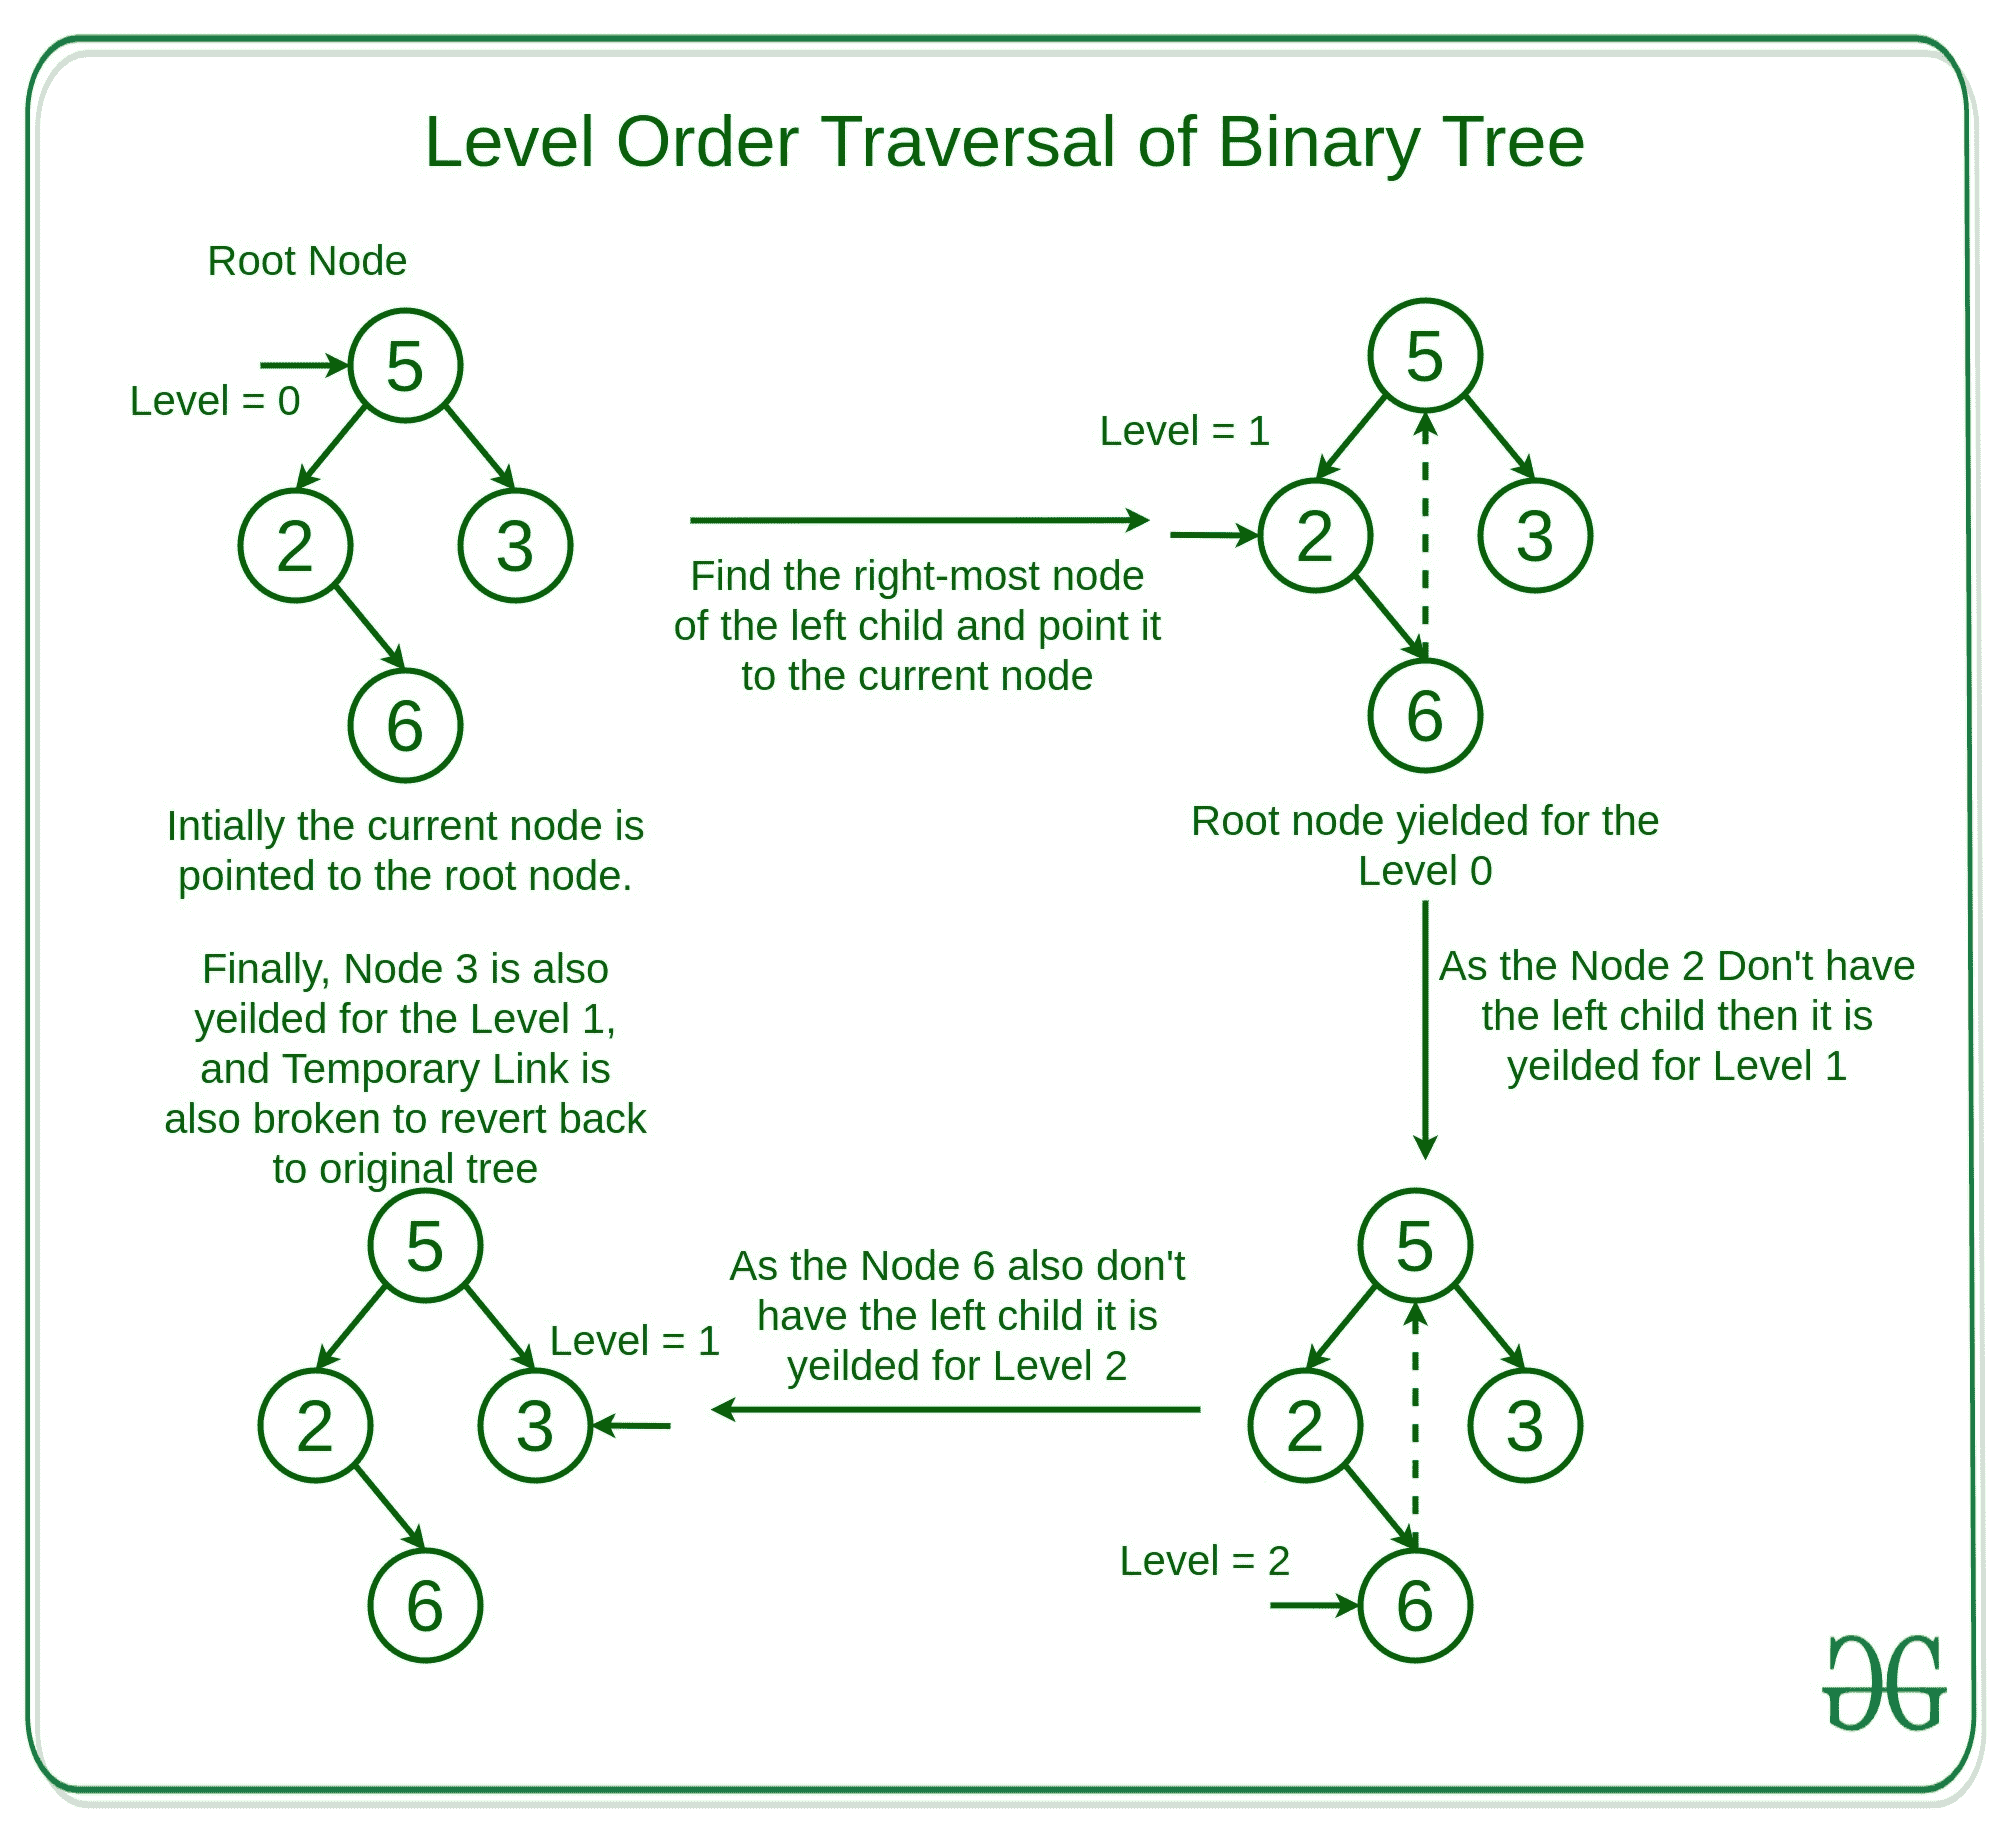 Level Order Traversal of Binary Tree
Root Node
5
Level = 0
2
3
6
Intially the current node is
pointed to the root node.
Find the right-most node
of the left child and point it
to the current node
5
Level = 1
2
3
6
Root node yielded for the
Level 0
As the Node 2 Don't have
the left child then it is
yeilded for Level 1
5
2
3
Level = 2
6
As the Node 6 also don't
have the left child it is
yeilded for Level 2
Finally, Node 3 is also
yeilded for the Level 1,
and Temporary Link is
also broken to revert back
to original tree
5
Level = 1
2
3
6